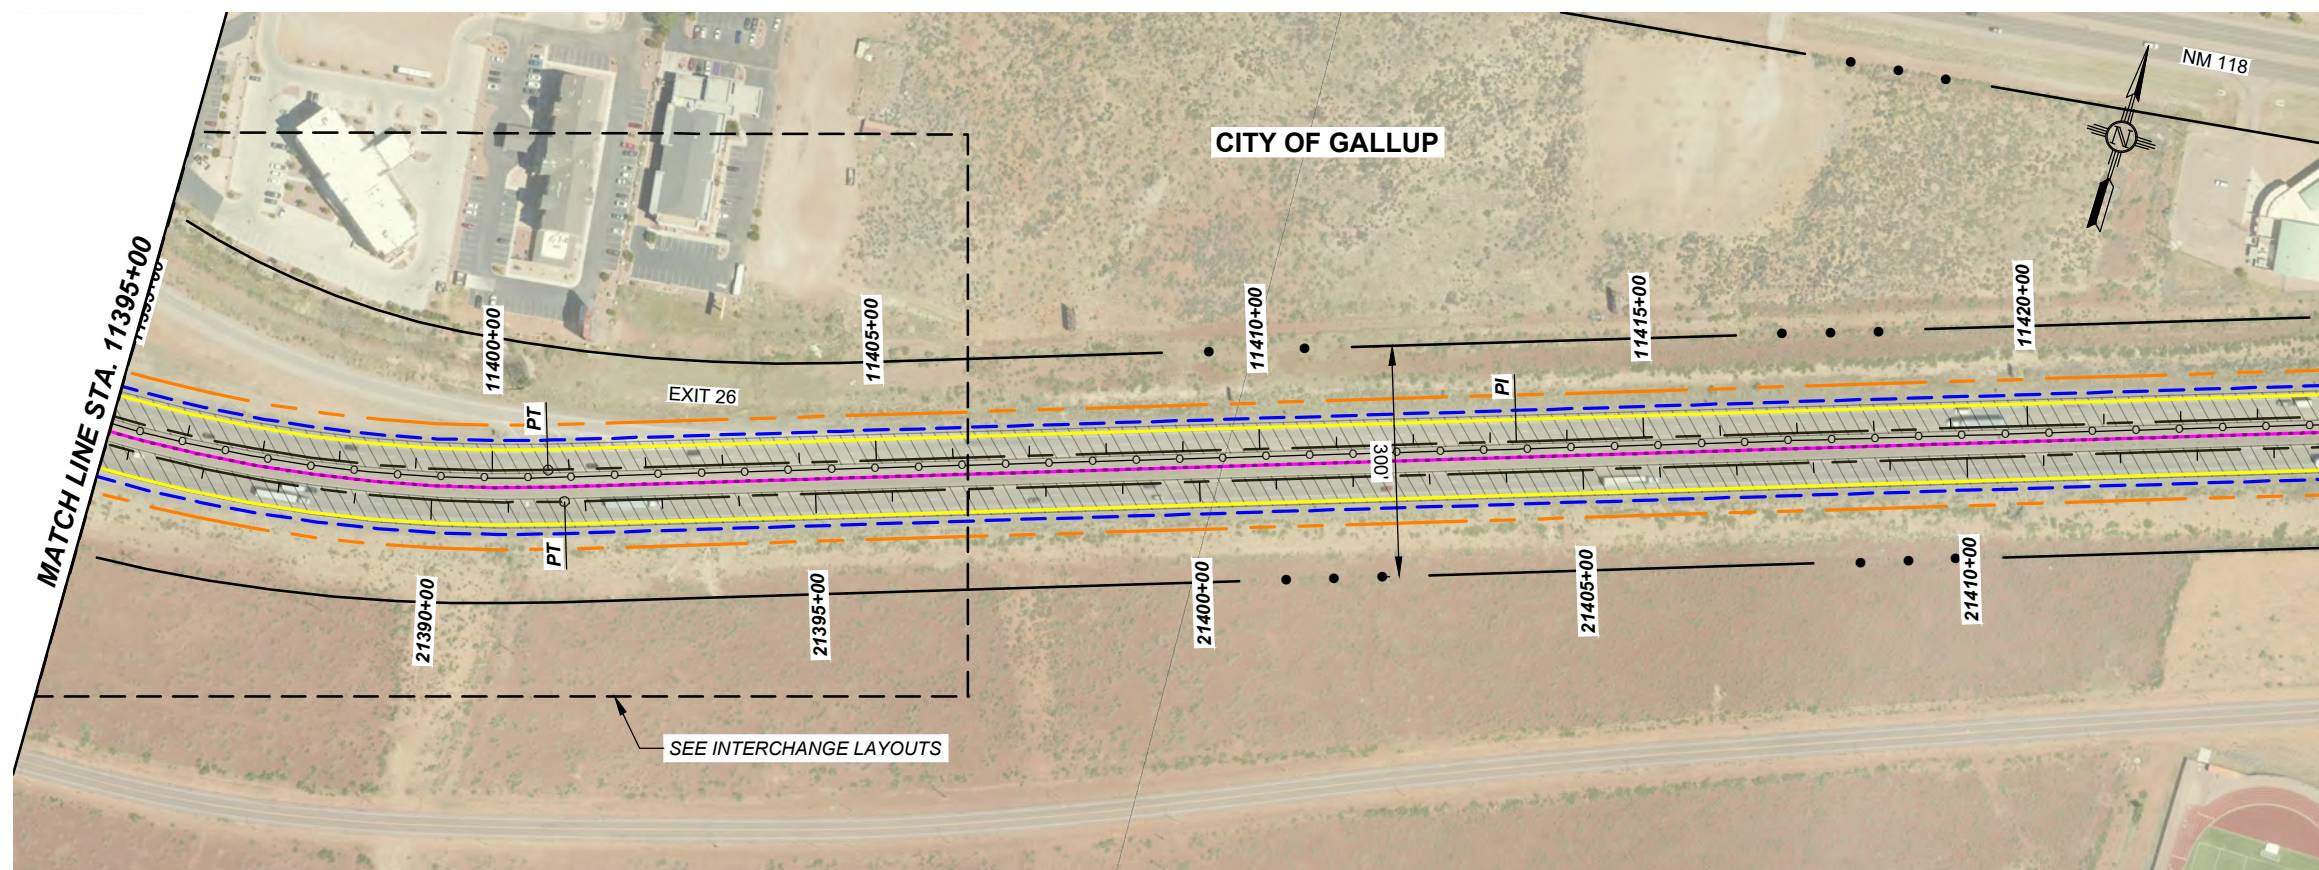 NM 118
CITY OF GALLUP
N
MATCH LINE STA. 11395+00
11395+00
11400+00
11405+00
11410+00
11415+00
11420+00
EXIT 26
PT
PI
300'
PT
21390+00
21395+00
21400+00
21405+00
21410+00
SEE INTERCHANGE LAYOUTS